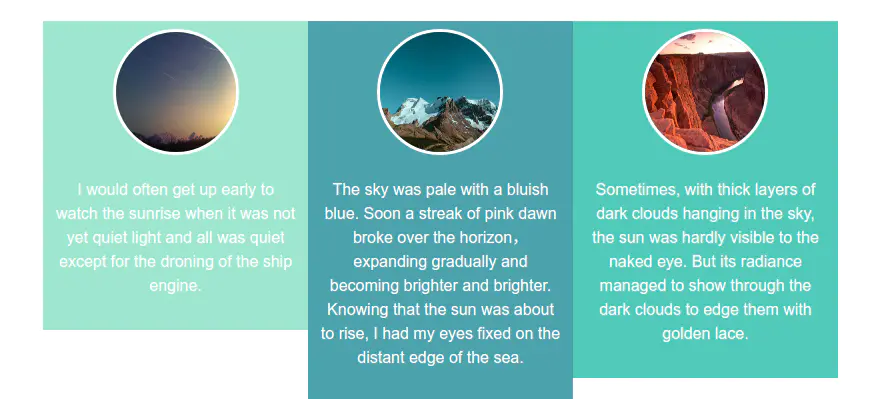 I would often get up early to
watch the sunrise when it was not
yet quiet light and all was quiet
except for the droning of the ship
engine.
The sky was pale with a bluish
blue. Soon a streak of pink dawn
broke over the horizon，
expanding gradually and
becoming brighter and brighter.
Knowing that the sun was about
to rise, I had my eyes fixed on the
distant edge of the sea.
Sometimes, with thick layers of
dark clouds hanging in the sky,
the sun was hardly visible to the
naked eye. But its radiance
managed to show through the
dark clouds to edge them with
golden lace.